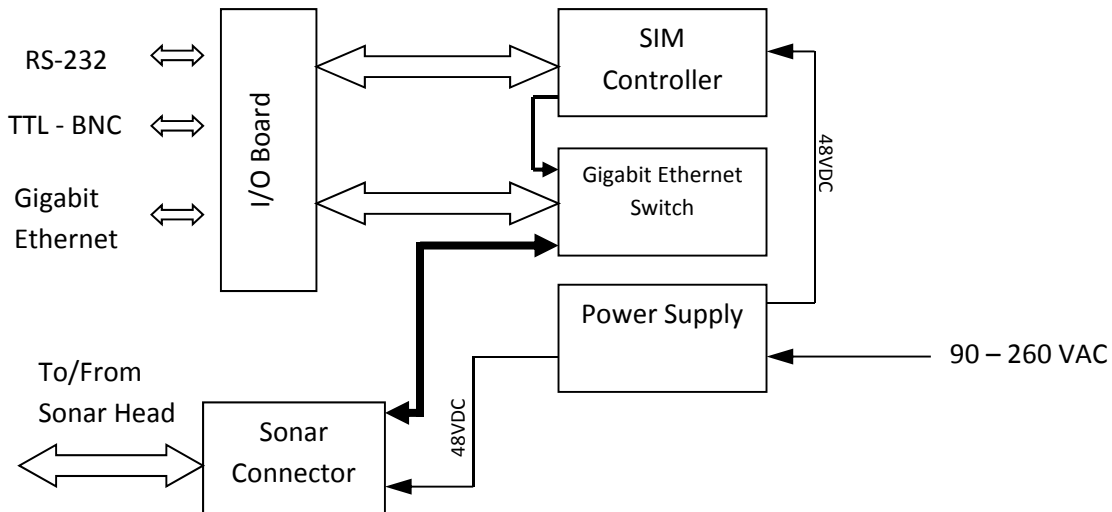 RS-232
TTL - BNC
Gigabit
Ethernet
I/O Board
SIM
Controller
Gigabit Ethernet
Switch
48VDC
Power Supply
90 – 260 VAC
To/From
Sonar Head
Sonar
Connector
48VDC